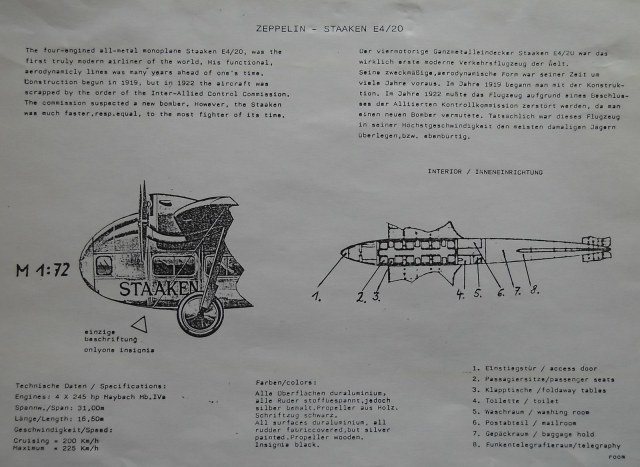 ZEPPELIN - STAAKEN E4/20
The four-engined all-metal monoplane Staaken E4/20, was the
first truly modern airliner of the world. His functional,
aerodynamicly lines was many years ahead of one's time.
Construction begun in 1919, but in 1922 the aircraft was
scrapped by the order of the Inter-Allied Control Commission.
The commission suspected a new bomber. However, the Staaken
was much faster,resp.equal, to the most fighter of its time.
Der viermotorige Ganzmetalleindecker Staaken E4/20 war das
wirklich erste moderne Verkehrsflugzeug der Welt.
Seine zweckmäßige,aerodynamische Form war seiner Zeit um
viele Jahre voraus. Im Jahre 1919 begann man mit der Konstruk-
tion. Im Jahre 1922 mußte das Flugzeug aufgrund eines Beschlus-
ses der Alliierten Kontrollkommission zerstört werden, da man
einen neuen Bomber vermutete. Tatsächlich war dieses Flugzeug
in seiner Höchstgeschwindigkeit den meisten damaligen Jägern
überlegen,bzw. ebenbürtig.
INTERIOR / INNENEINRICHTUNG
M 1:72
STAAKEN
1. 2. 3. 4. 5. 6. 7. 8.
einzige
beschriftung
onlyone insignia
Technische Daten / Specifications:
Engines: 4 X 245 hp Maybach Mb.IVa
Spannw./Span: 31,00m
Länge/Length: 16,50m
Geschwindigkeit/Speed:
Cruising = 200 Km/h
Maximum = 225 Km/h
Farben/colors:
Alle Oberflächen duraluminium,
alle Ruder stoffbespannt,jedoch
silber bemalt.Propeller aus Holz.
Schriftzug schwarz.
All surfaces duraluminium, all
rudder fabriccovered,but silver
painted.Propeller wooden.
Insignia black.
1. Einstiegstür / access door
2. Passagiersitze/passenger seats
3. Klapptische /foldaway tables
4. Toilette / toilet
5. Waschraum / washing room
6. Postabteil / mailroom
7. Gepäckraum / baggage hold
8. Funkentelegrafieraum/telegraphy
room